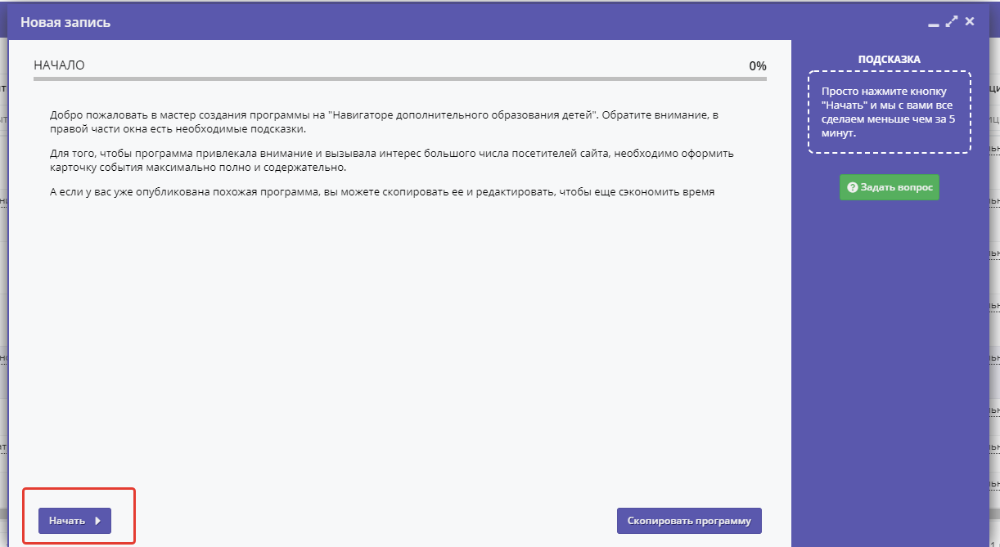 Новая запись
НАЧАЛО
0%
Добро пожаловать в мастер создания программы на "Навигаторе дополнительного образования детей". Обратите внимание, в
правой части окна есть необходимые подсказки.
Для того, чтобы программа привлекала внимание и вызывала интерес большого числа посетителей сайта, необходимо оформить
карточку события максимально полно и содержательно.
А если у вас уже опубликована похожая программа, вы можете скопировать ее и редактировать, чтобы еще сэкономить время
Начать
Скопировать программу
ПОДСКАЗКА
Просто нажмите кнопку
"Начать" и мы с вами все
сделаем меньше чем за 5
минут.
Задать вопрос